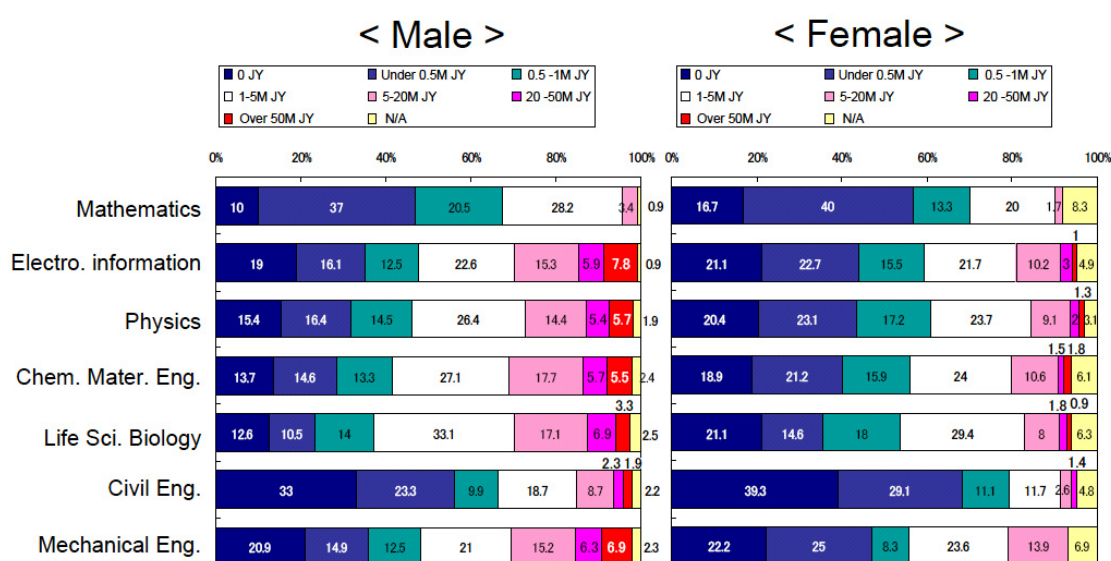 < Male > < Female >
0 JY Under 0.5M JY 0.5 -1M JY 0 JY Under 0.5M JY 0.5 -1M JY
1-5M JY 5-20M JY 20 -50M JY 1-5M JY 5-20M JY 20 -50M JY
Over 50M JY N/A Over 50M JY N/A
0% 20% 40% 60% 80% 100% 0% 20% 40% 60% 80% 100%
Mathematics 10 37 20.5 28.2 3.4 0.9 16.7 40 13.3 20 1.7 8.3
1
Electro. information 19 16.1 12.5 22.6 15.3 5.9 7.8 0.9 21.1 22.7 15.5 21.7 10.2 3 4.9
1.3
Physics 15.4 16.4 14.5 26.4 14.4 5.4 5.7 1.9 20.4 23.1 17.2 23.7 9.1 2 3.1
1.5 1.8
Chem. Mater. Eng. 13.7 14.6 13.3 27.1 17.7 5.7 5.5 2.4 18.9 21.2 15.9 24 10.6 6.1
3.3 1.8 0.9
Life Sci. Biology 12.6 10.5 14 33.1 17.1 6.9 2.5 21.1 14.6 18 29.4 8 6.3
2.3 1.9 1.4
Civil Eng. 33 23.3 9.9 18.7 8.7 2.2 39.3 29.1 11.1 11.7 2.6 4.8
Mechanical Eng. 20.9 14.9 12.5 21 15.2 6.3 6.9 2.3 22.2 25 8.3 23.6 13.9 6.9